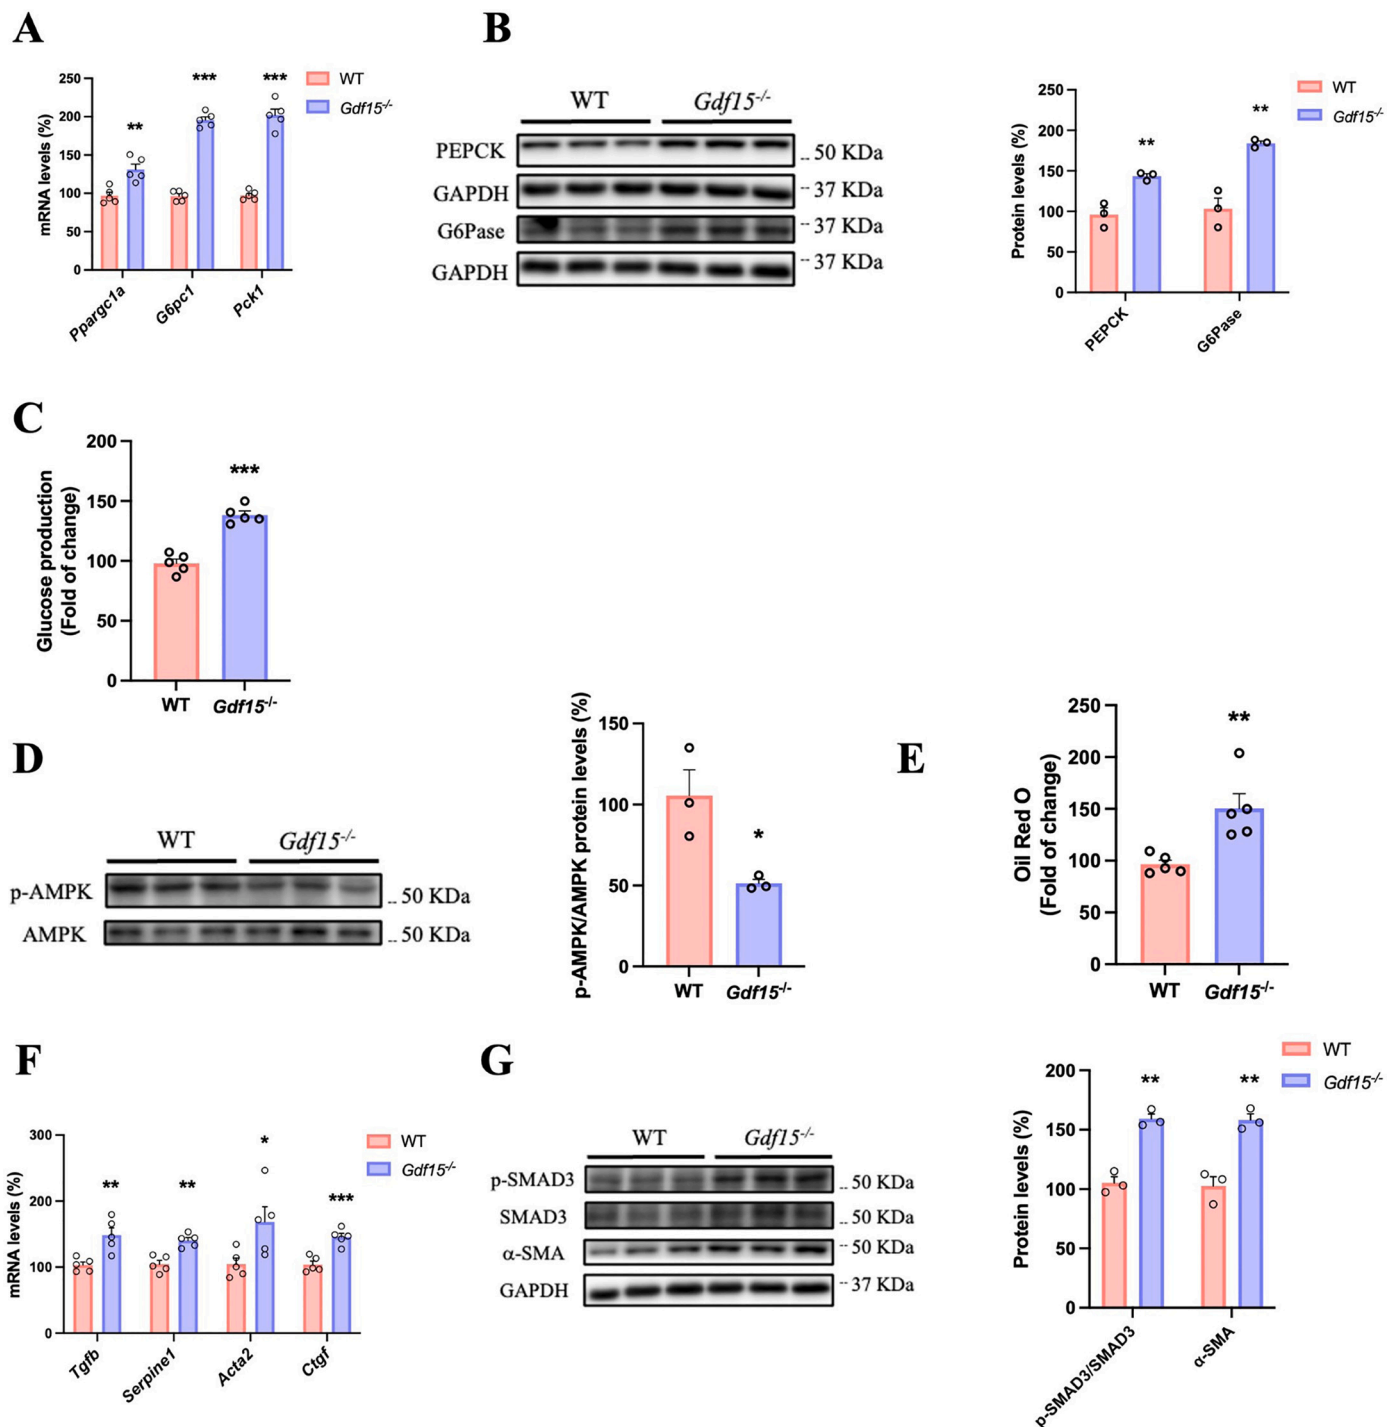 A
mRNA levels (%)
250
200
150
100
50
0
**
***
***
WT
Gdf15-/-
Ppargc1a
G6pc1
Pck1
B
WT
Gdf15-/-
PEPCK
-- 50 KDa
GAPDH
-- 37 KDa
G6Pase
-- 37 KDa
GAPDH
-- 37 KDa
Protein levels (%)
250
200
150
100
50
0
**
**
WT
Gdf15-/-
PEPCK
G6Pase
C
Glucose production
(Fold of change)
200
150
100
50
0
***
WT
Gdf15-/-
D
WT
Gdf15-/-
p-AMPK
-- 50 KDa
AMPK
-- 50 KDa
p-AMPK/AMPK protein levels (%)
150
100
50
0
*
WT
Gdf15-/-
E
Oil Red O
(Fold of change)
250
200
150
100
50
0
**
WT
Gdf15-/-
F
mRNA levels (%)
300
200
100
0
**
**
*
***
WT
Gdf15-/-
Tgfb
Serpine1
Acta2
Ctgf
G
WT
Gdf15-/-
p-SMAD3
-- 50 KDa
SMAD3
-- 50 KDa
α-SMA
-- 50 KDa
GAPDH
-- 37 KDa
Protein levels (%)
200
150
100
50
0
**
**
WT
Gdf15-/-
p-SMAD3/SMAD3
α-SMA